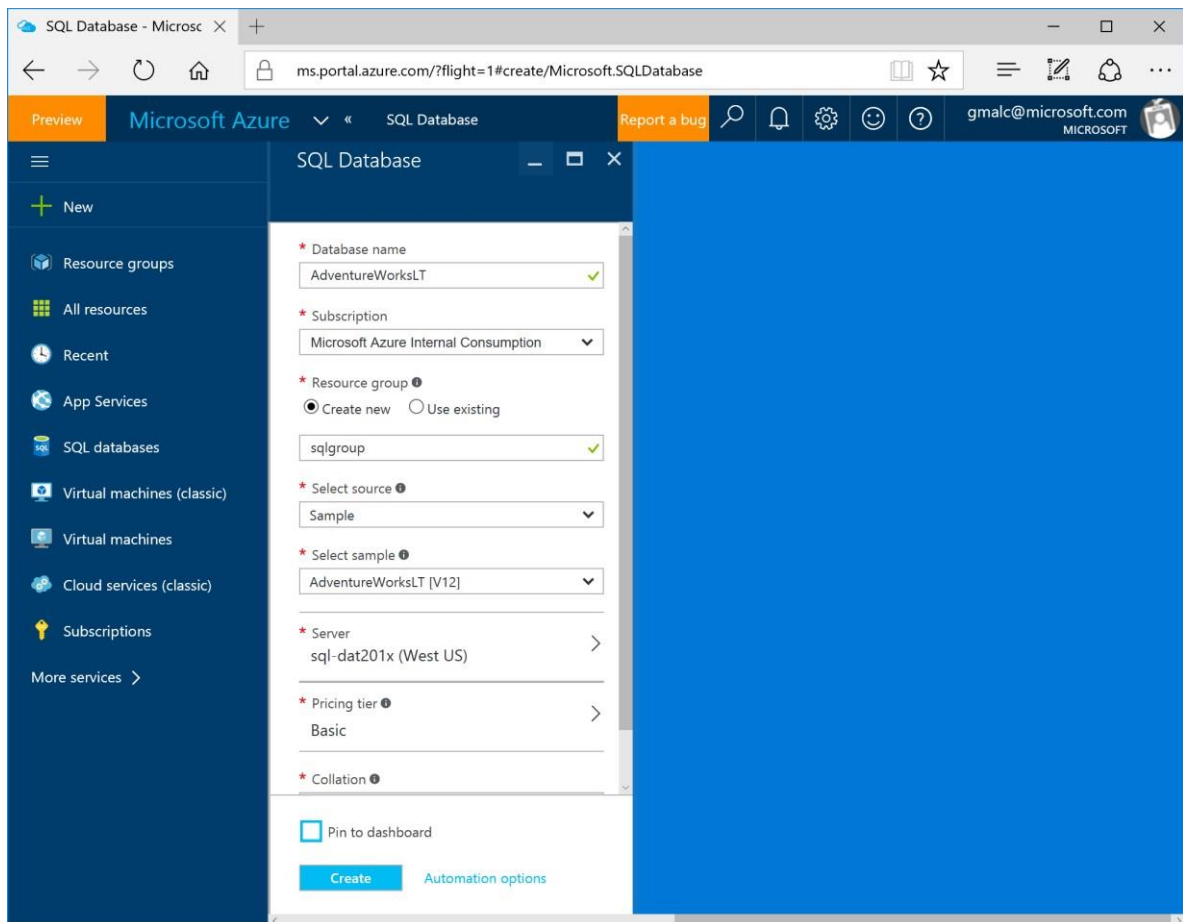 SQL Database - Microsc
ms.portal.azure.com/?flight=1#create/Microsoft.SQLDatabase
Preview
Microsoft Azure
SQL Database
Report a bug
gmalc@microsoft.com
MICROSOFT
SQL Database
New
Resource groups
All resources
Recent
App Services
SQL databases
Virtual machines (classic)
Virtual machines
Cloud services (classic)
Subscriptions
More services >
* Database name
AdventureWorksLT
* Subscription
Microsoft Azure Internal Consumption
* Resource group
Create new Use existing
sqlgroup
* Select source
Sample
* Select sample
AdventureWorksLT [V12]
* Server
sql-dat201x (West US)
* Pricing tier
Basic
* Collation
Pin to dashboard
Create Automation options